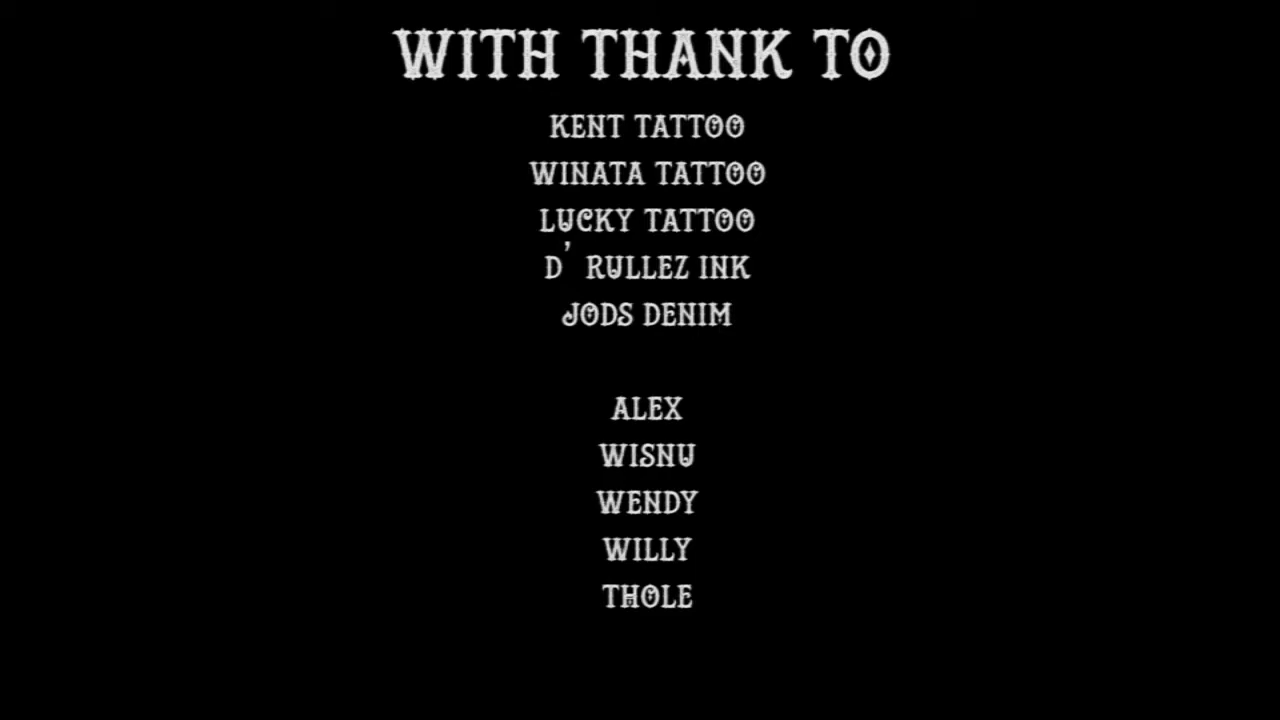 WITH THANK TO
KENT TATTOO
WINATA TATTOO
LUCKY TATTOO
D' RULLEZ INK
JODS DENIM
ALEX
WISNU
WENDY
WILLY
THOLE